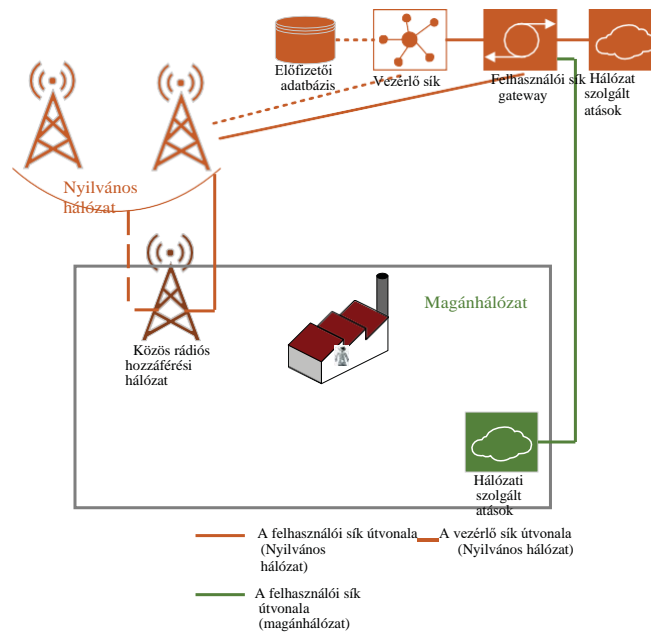 Előfizetői
adatbázis
Vezérlő sík
Felhasználói sík
gateway
Hálózat
szolgált
atások
Nyilvános
hálózat
Magánhálózat
Közös rádiós
hozzáférési
hálózat
Hálózati
szolgált
atások
A felhasználói sík útvonala
(Nyilvános
hálózat)
A vezérlő sík útvonala
(Nyilvános hálózat)
A felhasználói sík
útvonala
(magánhálózat)